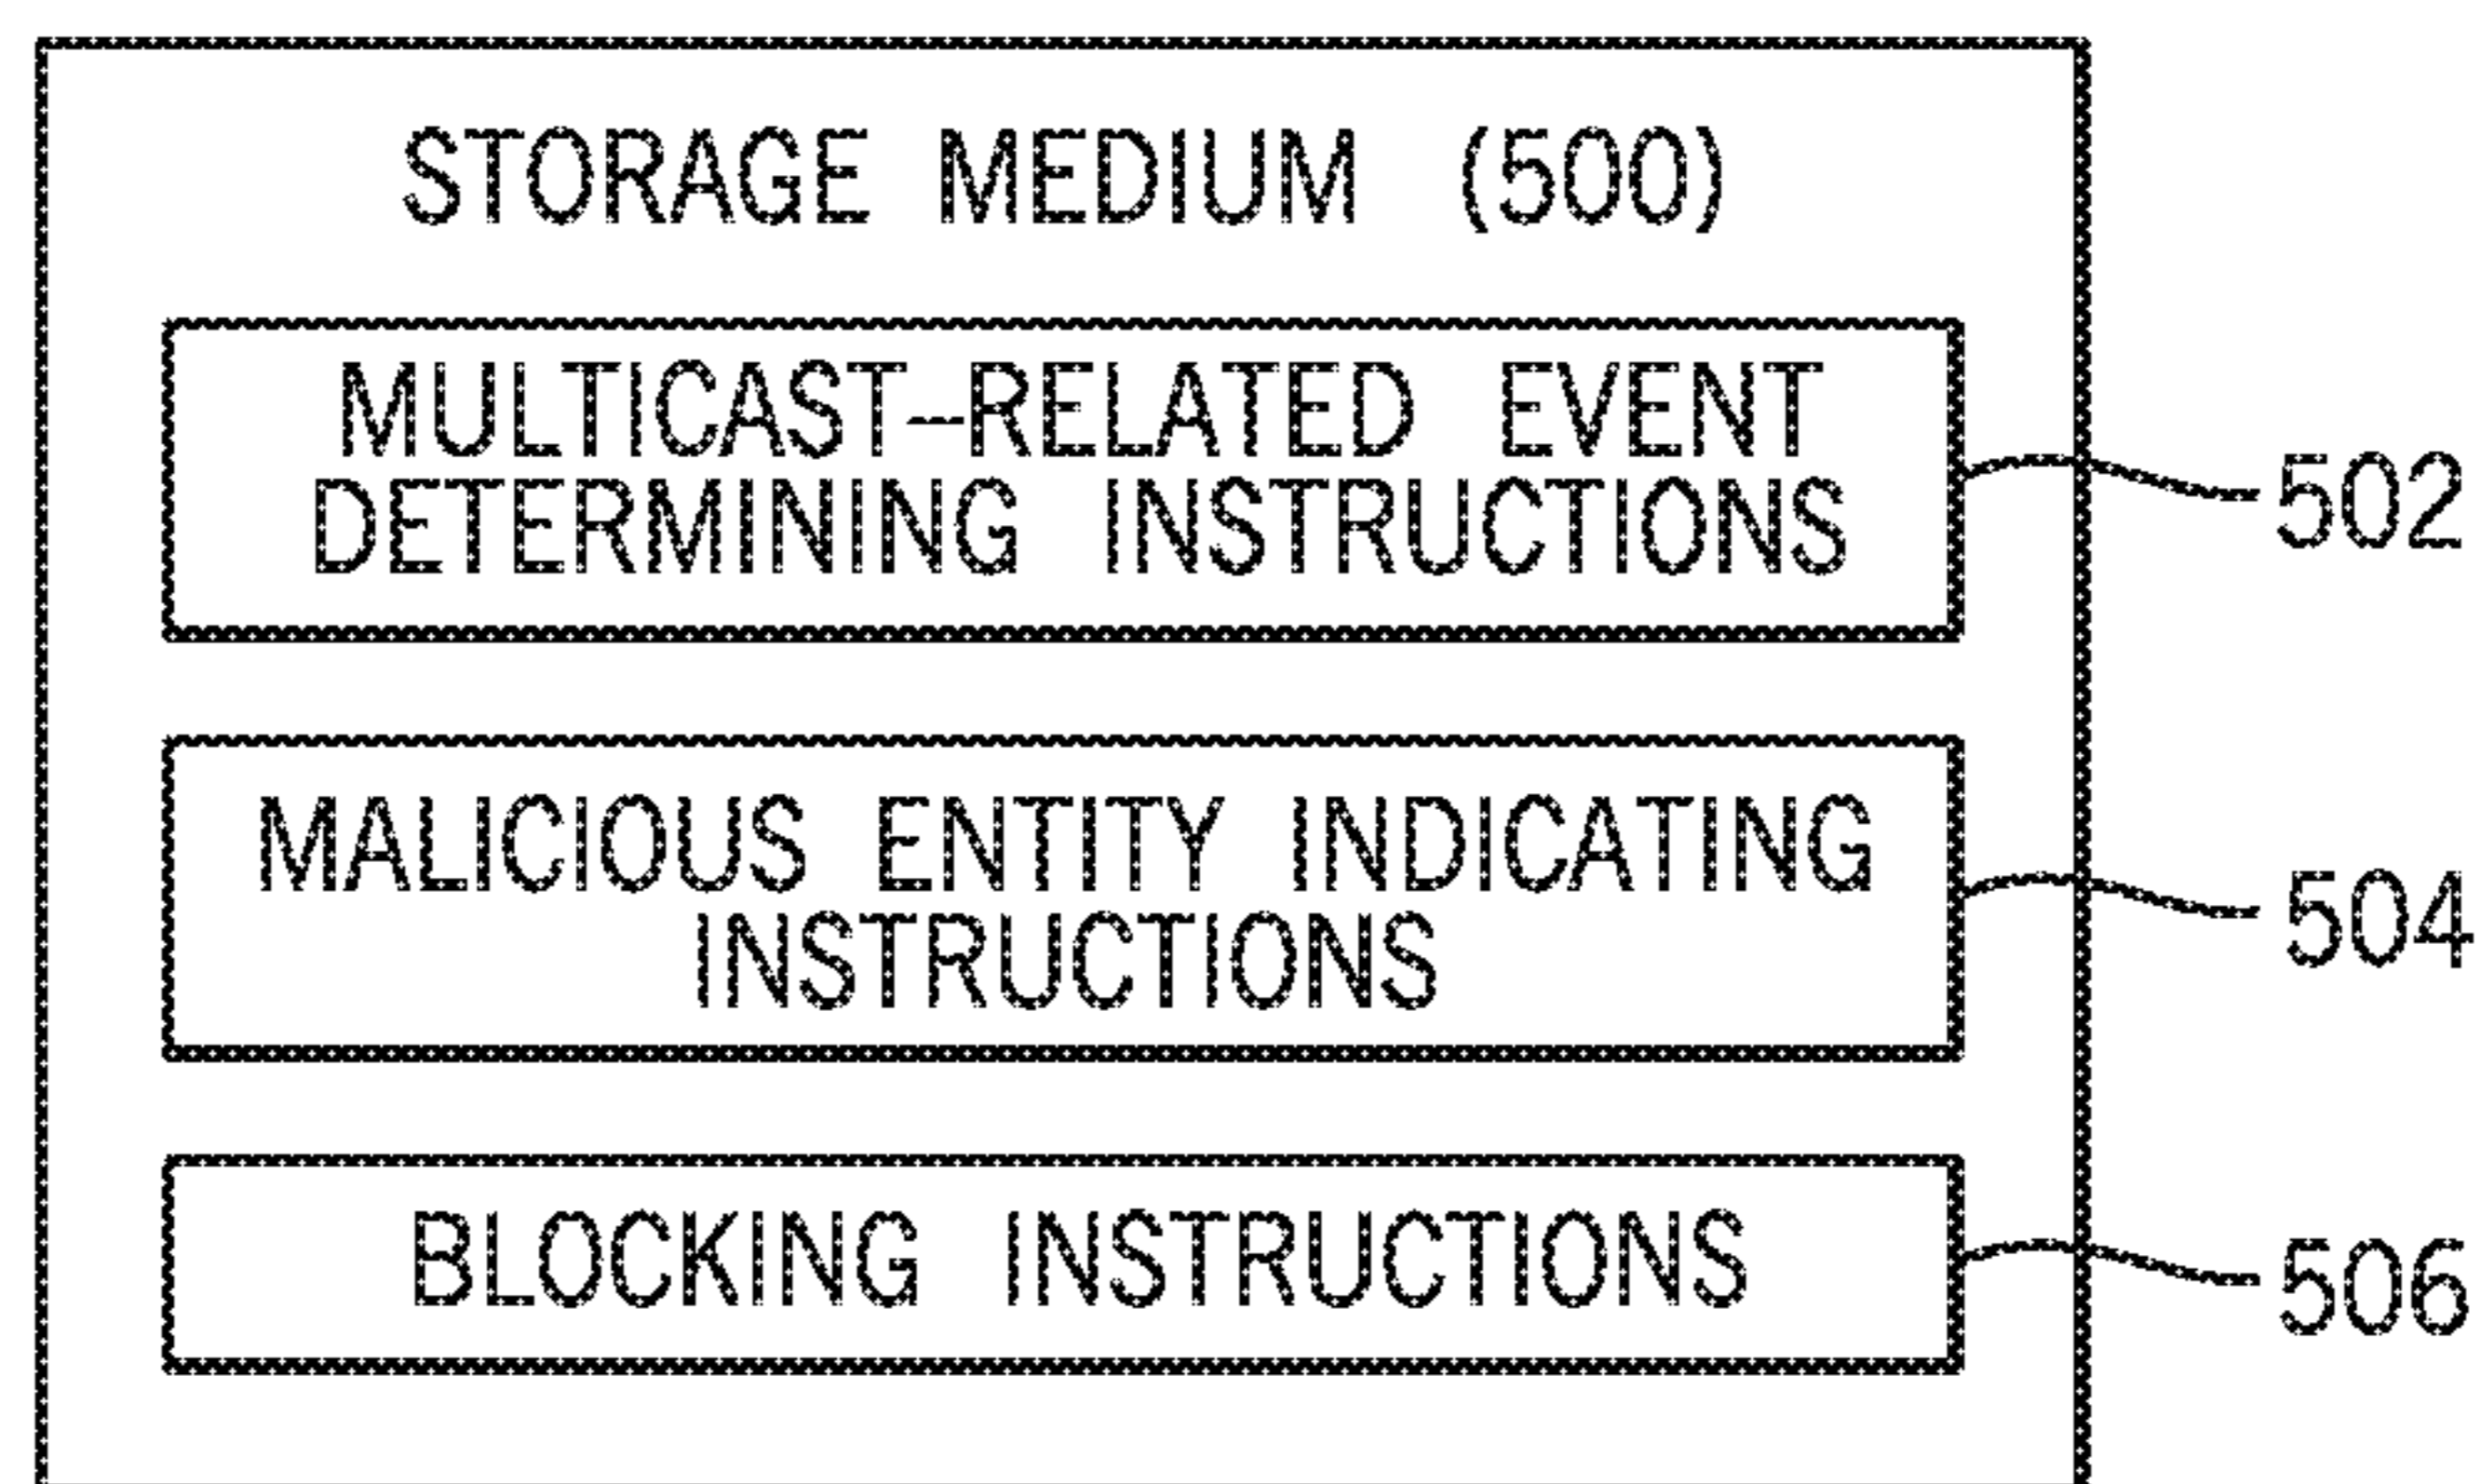 STORAGE MEDIUM (500)
MULTICAST-RELATED EVENT
DETERMINING INSTRUCTIONS
502
MALICIOUS ENTITY INDICATING
INSTRUCTIONS
504
BLOCKING INSTRUCTIONS
506